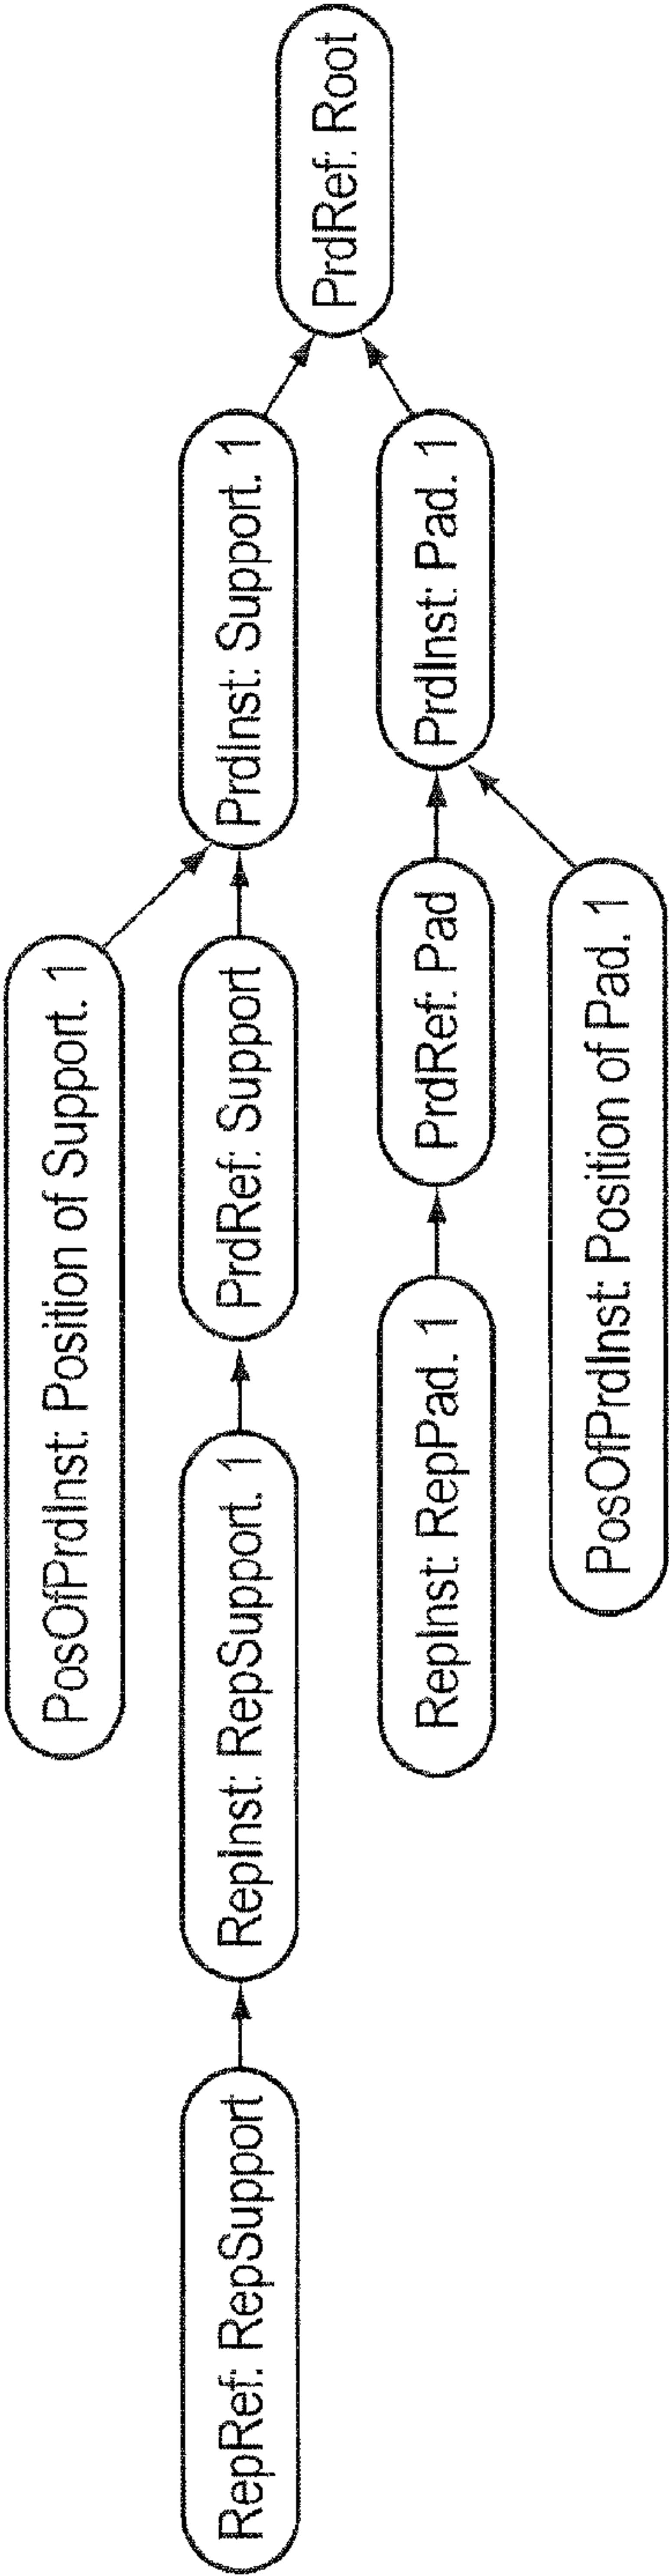 PosOfPrdInst: Position of Support. 1
RepRef: RepSupport
RepInst: RepSupport. 1
PrdRef: Support
PrdInst: Support. 1
PrdRef: Root
RepInst: RepPad. 1
PrdRef: Pad
PrdInst: Pad. 1
PosOfPrdInst: Position of Pad. 1